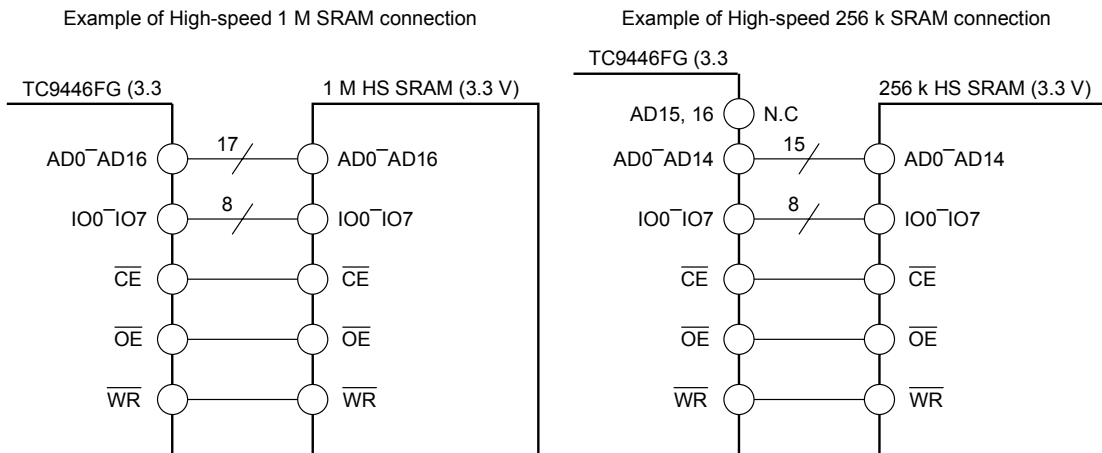 Example of High-speed 1 M SRAM connection
TC9446FG (3.3
1 M HS SRAM (3.3 V)
AD0‾AD16
17
AD0‾AD16
IO0‾IO7
8
IO0‾IO7
CE
CE
OE
OE
WR
WR
Example of High-speed 256 k SRAM connection
TC9446FG (3.3
256 k HS SRAM (3.3 V)
AD15, 16
N.C
AD0‾AD14
15
AD0‾AD14
IO0‾IO7
8
IO0‾IO7
CE
CE
OE
OE
WR
WR